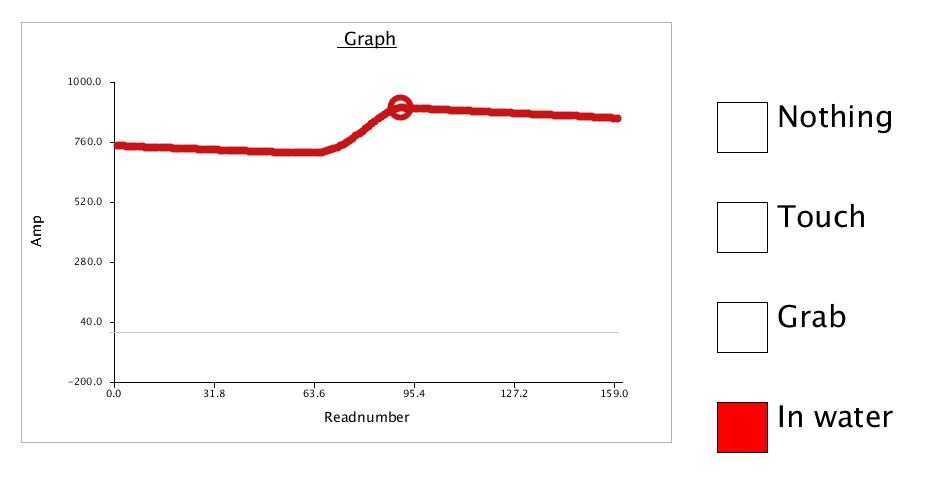 Graph
1000.0
760.0
520.0
280.0
40.0
-200.0
Amp
0.0 31.8 63.6 95.4 127.2 159.0
Readnumber
Nothing
Touch
Grab
In water